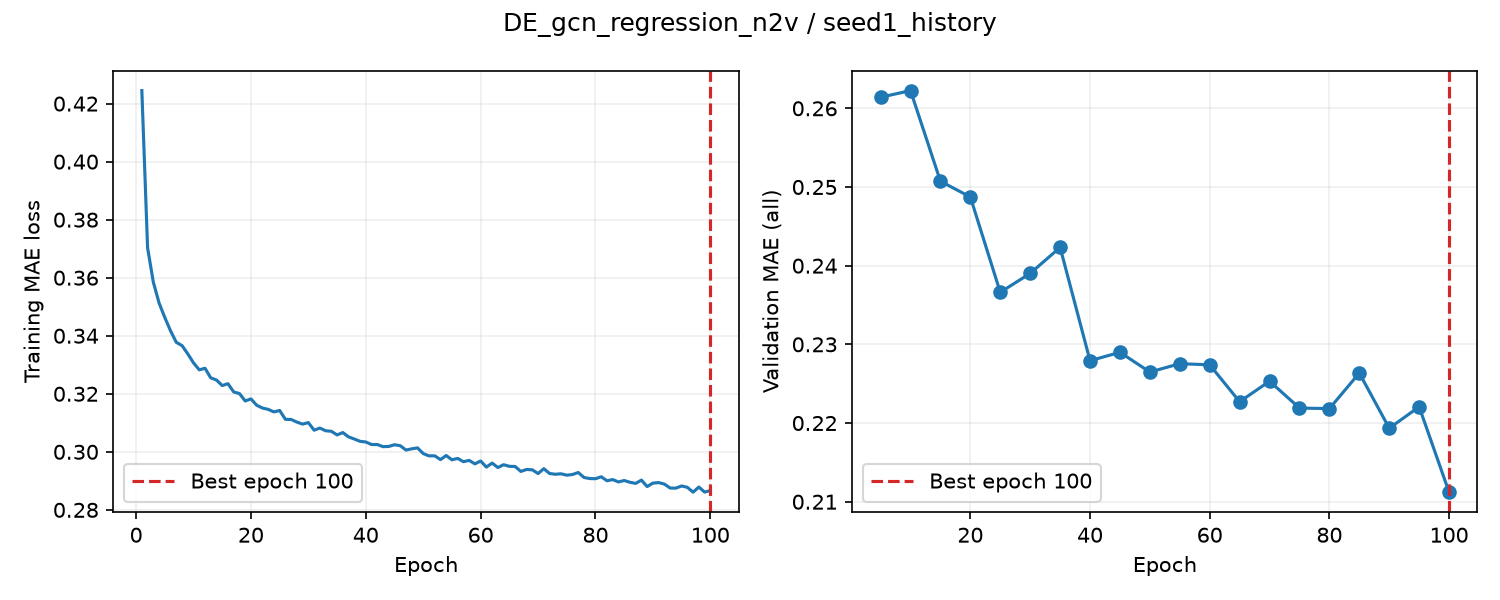 DE_gcn_regression_n2v / seed1_history
Training MAE loss
0.42
0.40
0.38
0.36
0.34
0.32
0.30
0.28
Best epoch 100
0 20 40 60 80 100
Epoch
Validation MAE (all)
0.26
0.25
0.24
0.23
0.22
0.21
Best epoch 100
20 40 60 80 100
Epoch